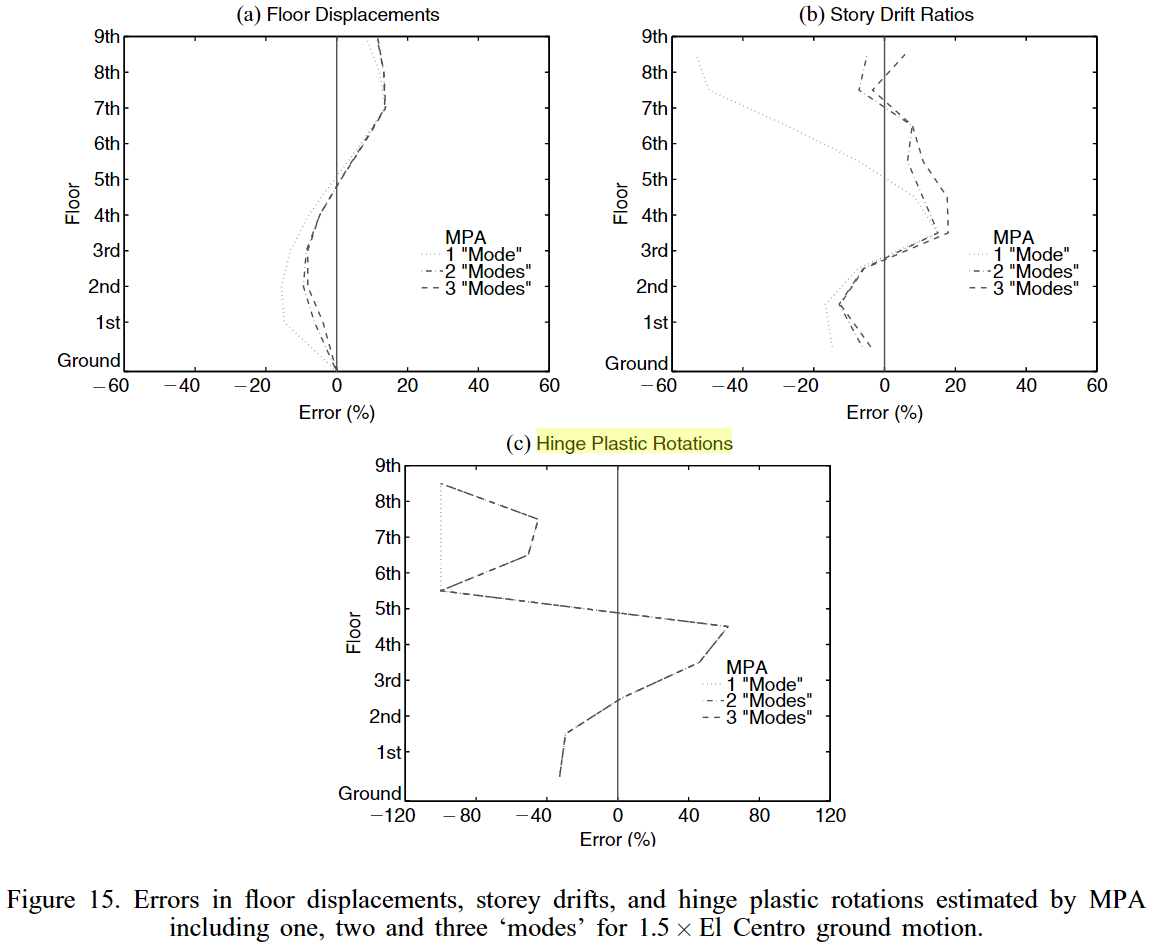 (a) Floor Displacements
9th
8th
7th
6th
5th
4th
3rd
2nd
1st
Ground
Floor
MPA
1 "Mode"
2 "Modes"
3 "Modes"
−60 −40 −20 0 20 40 60
Error (%)
(b) Story Drift Ratios
9th
8th
7th
6th
5th
4th
3rd
2nd
1st
Ground
Floor
MPA
1 "Mode"
2 "Modes"
3 "Modes"
−60 −40 −20 0 20 40 60
Error (%)
(c) Hinge Plastic Rotations
9th
8th
7th
6th
5th
4th
3rd
2nd
1st
Ground
Floor
MPA
1 "Mode"
2 "Modes"
3 "Modes"
−120 −80 −40 0 40 80 120
Error (%)
Figure 15. Errors in floor displacements, storey drifts, and hinge plastic rotations estimated by MPA
including one, two and three ‘modes’ for 1.5 × El Centro ground motion.